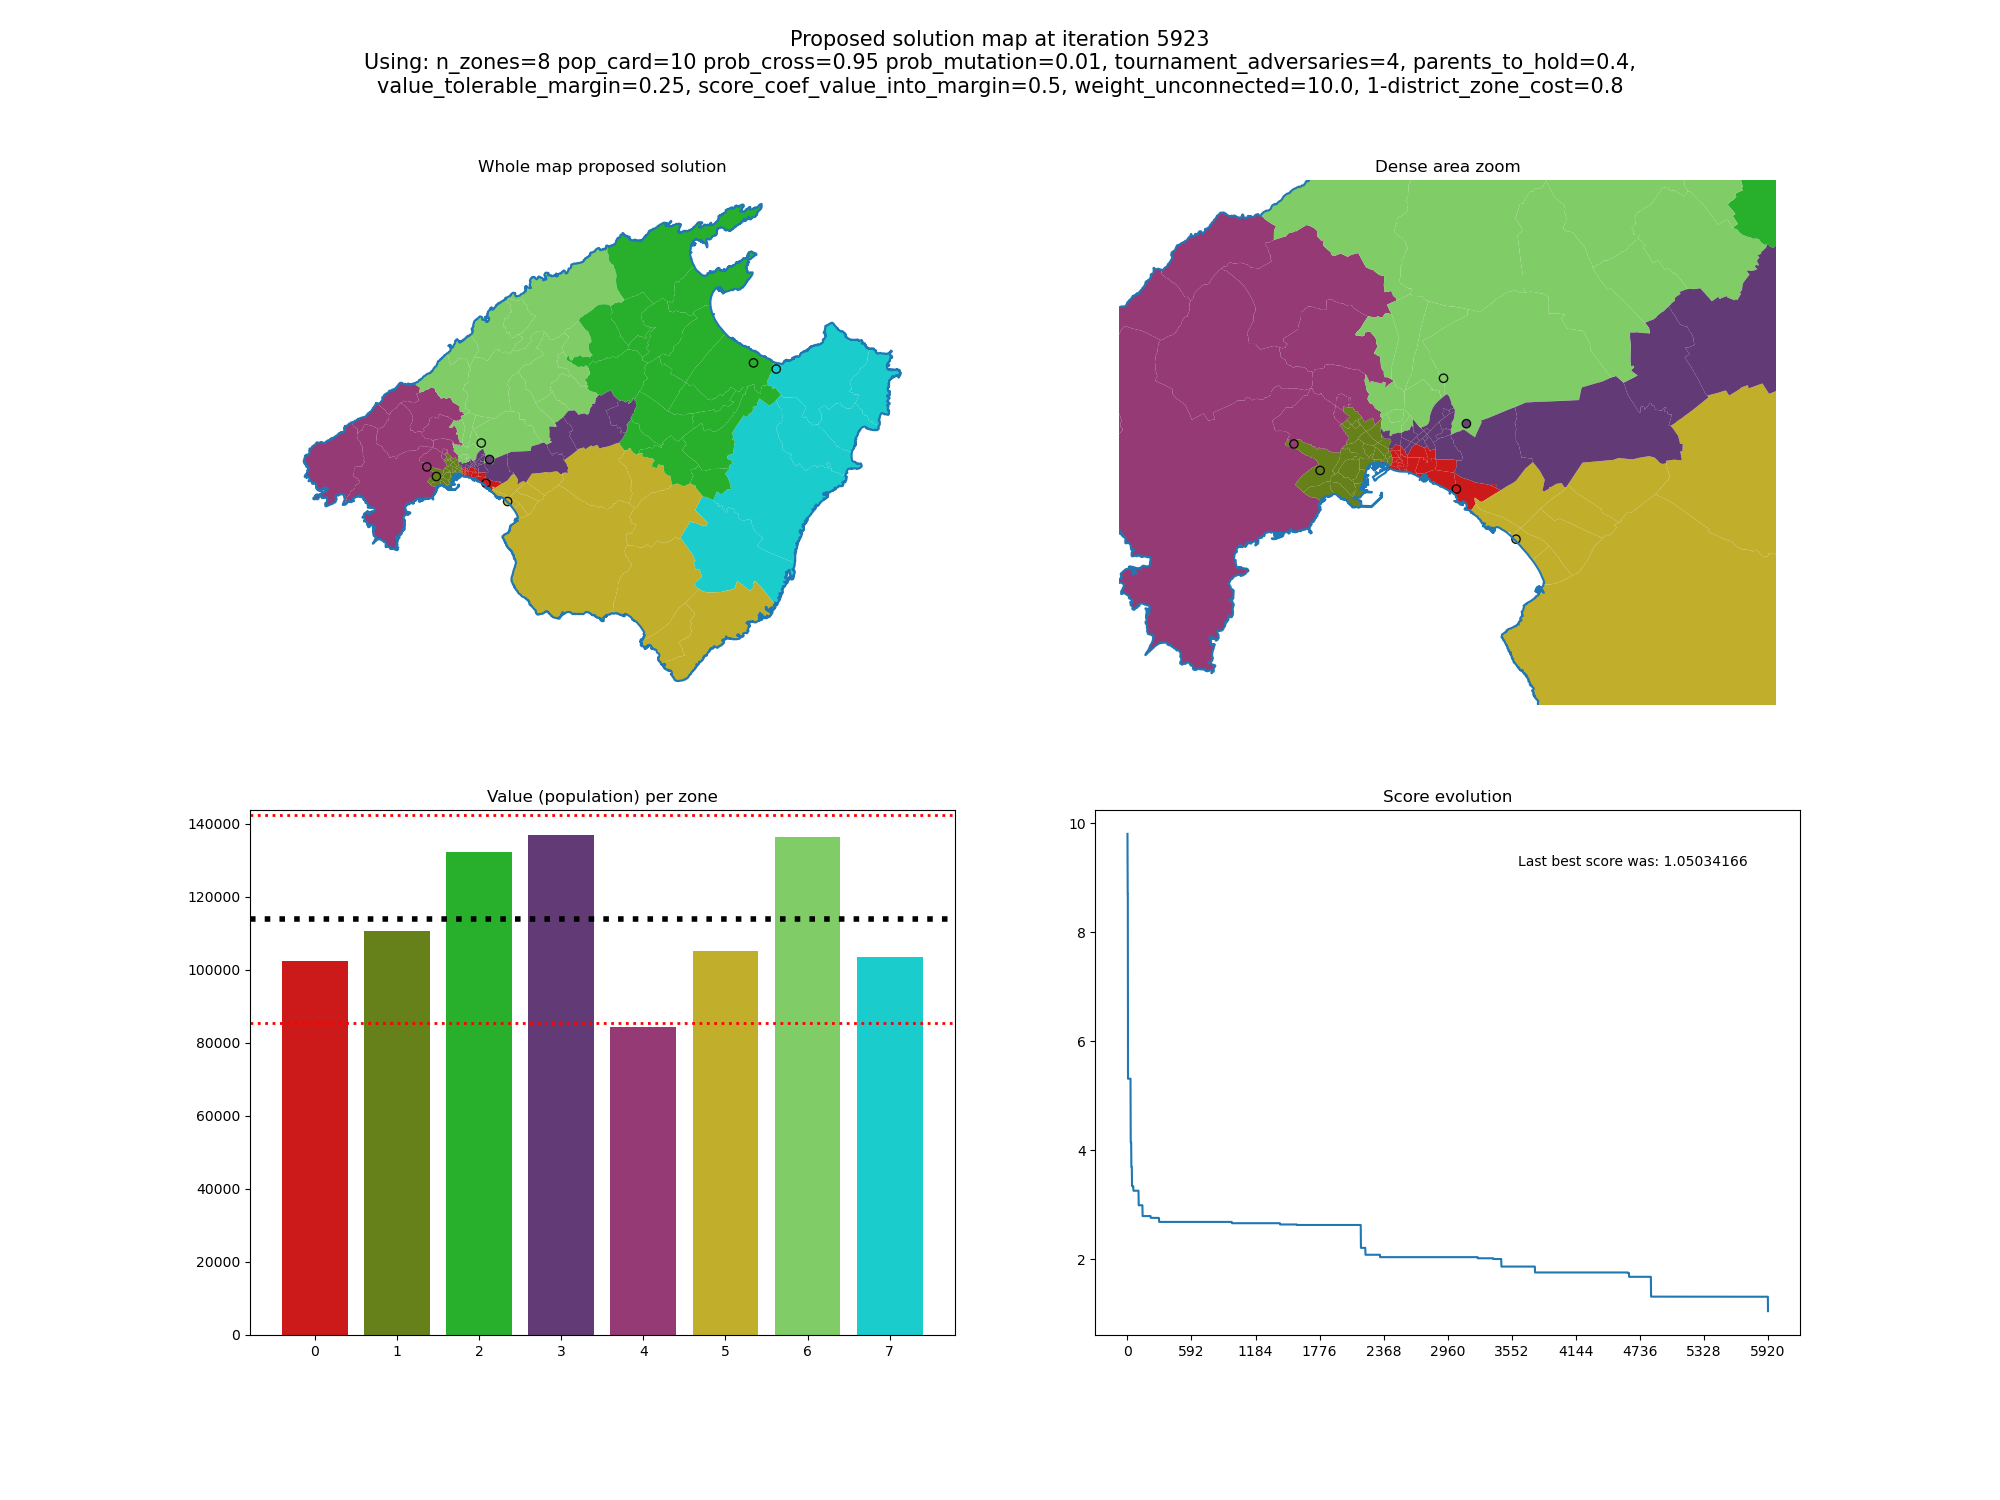 Proposed solution map at iteration 5923
Using: n_zones=8 pop_card=10 prob_cross=0.95 prob_mutation=0.01, tournament_adversaries=4, parents_to_hold=0.4,
value_tolerable_margin=0.25, score_coef_value_into_margin=0.5, weight_unconnected=10.0, 1-district_zone_cost=0.8
Whole map proposed solution
Dense area zoom
Value (population) per zone
140000
120000
100000
80000
60000
40000
20000
0
0 1 2 3 4 5 6 7
Score evolution
Last best score was: 1.05034166
10
8
6
4
2
0 592 1184 1776 2368 2960 3552 4144 4736 5328 5920